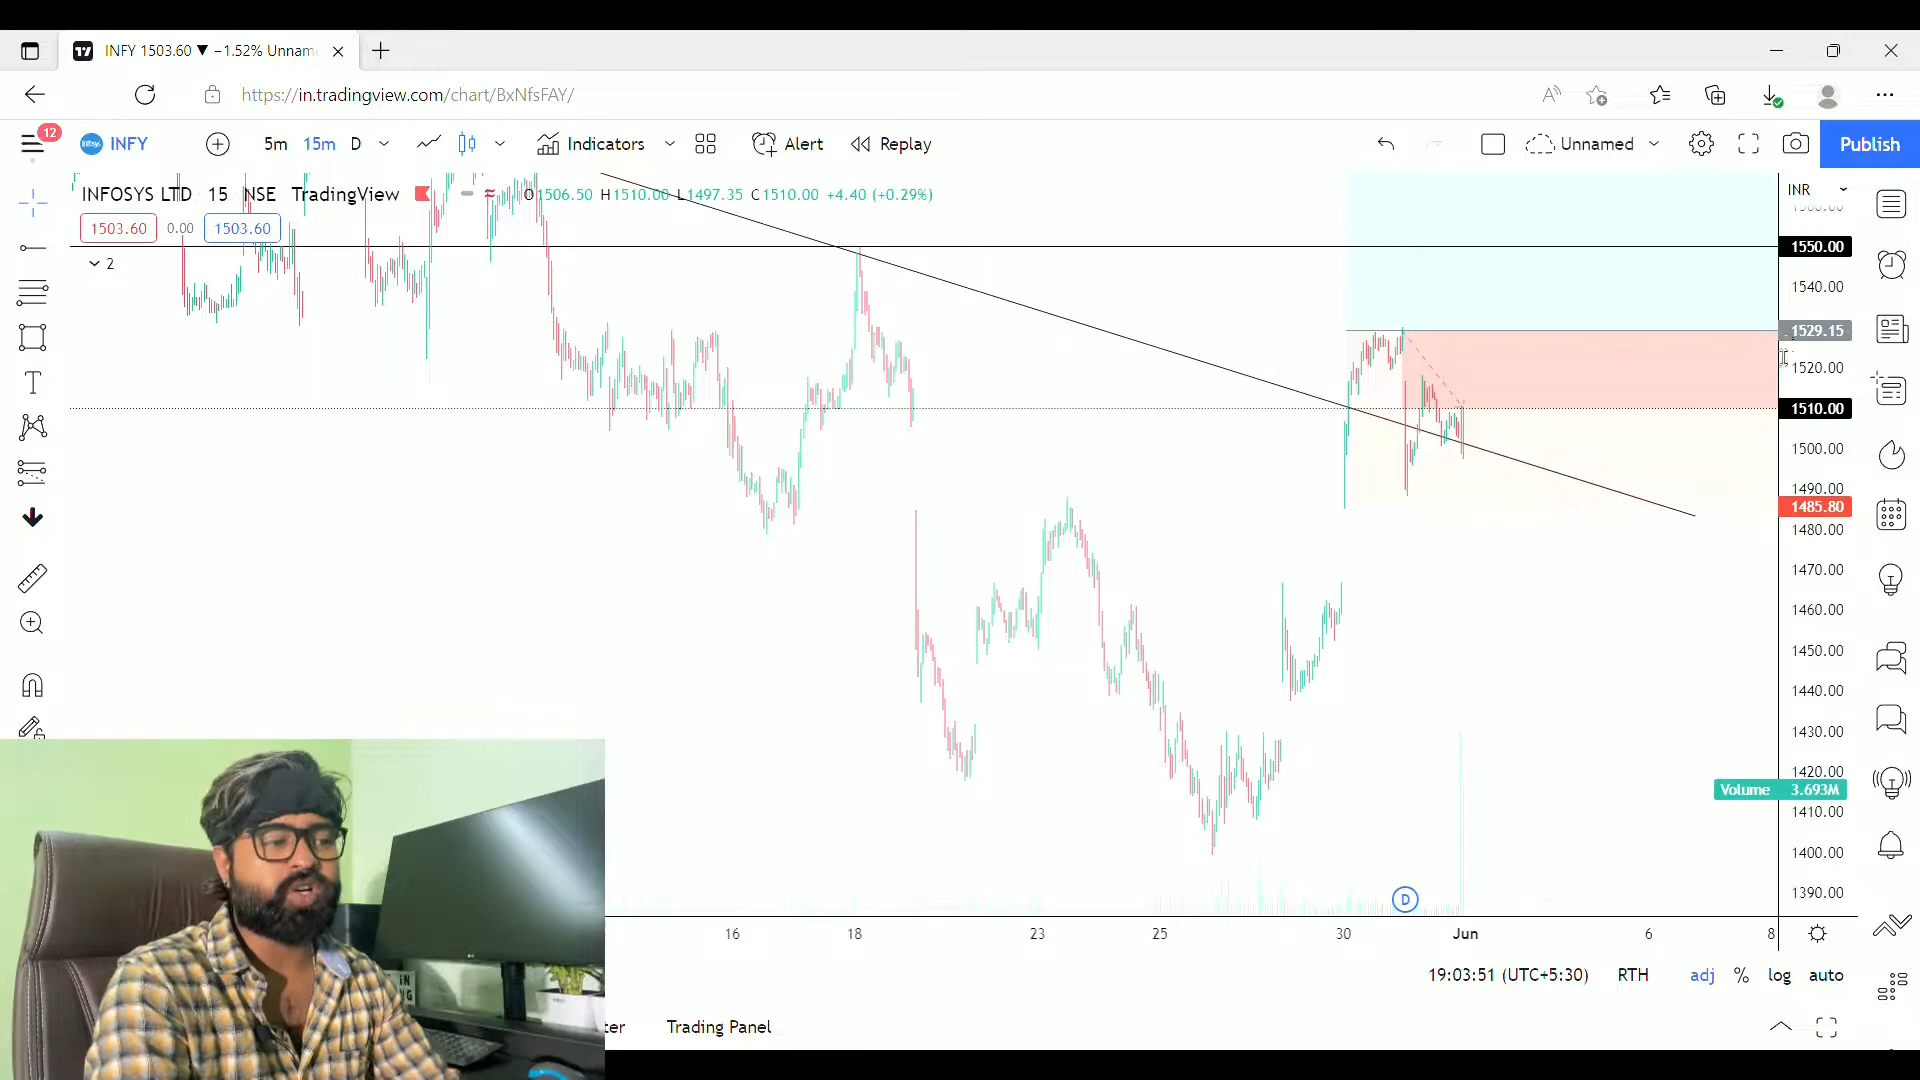 INFY 1503.60 ▼ −1.52% Unnam
https://in.tradingview.com/chart/BxNfsFAY/
12
INFY
5m 15m D
Indicators
Alert
Replay
Unnamed
Publish
INFOSYS LTD 15 NSE TradingView
O1506.50 H1510.00 L1497.35 C1510.00 +4.40 (+0.29%)
INR
1503.60 0.00 1503.60
2
1550.00
1540.00
1529.15
1520.00
1510.00
1500.00
1490.00
1485.80
1480.00
1470.00
1460.00
1450.00
1440.00
1430.00
1420.00
Volume 3.693M
1410.00
1400.00
1390.00
D
16 18 23 25 30 Jun 6 8
19:03:51 (UTC+5:30) RTH adj % log auto
ter Trading Panel